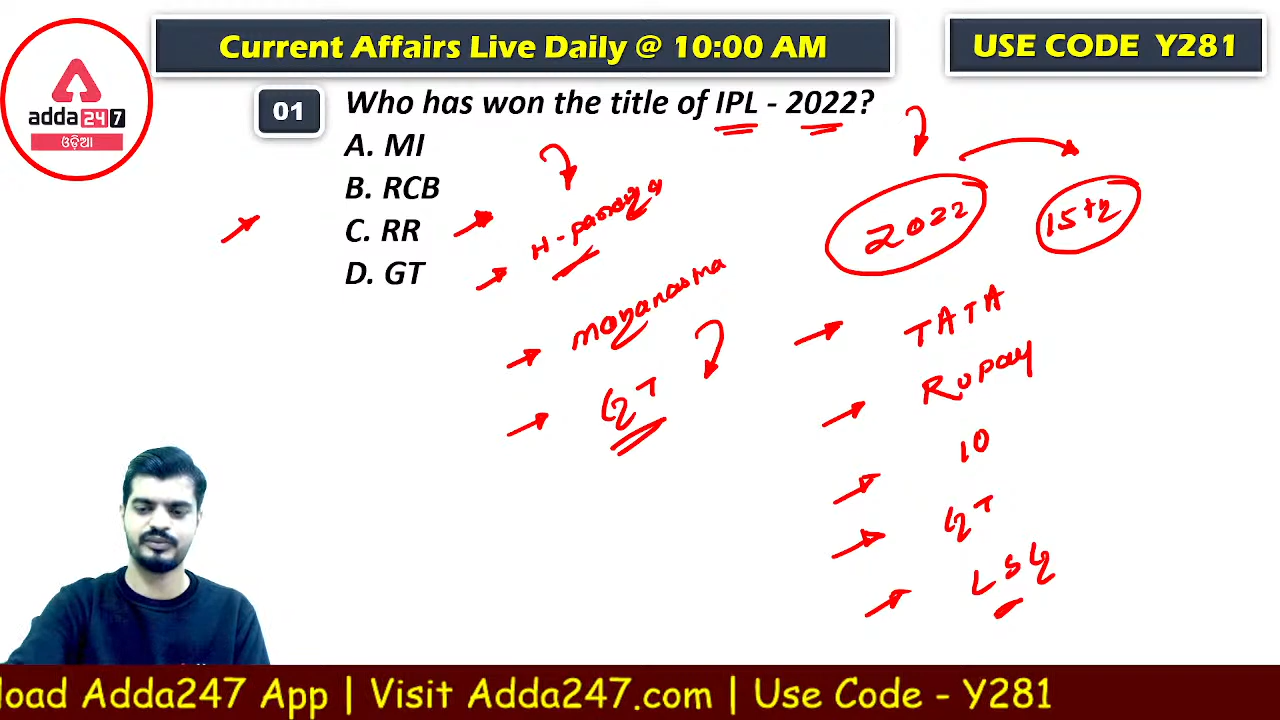 Current Affairs Live Daily @ 10:00 AM
USE CODE Y281
adda247
ଓଡ଼ିଆ
01
Who has won the title of IPL - 2022?
A. MI
B. RCB
C. RR
D. GT
H-pandya
GT
2022
15th
TATA
Rupay
10
GT
LSG
load Adda247 App | Visit Adda247.com | Use Code - Y281